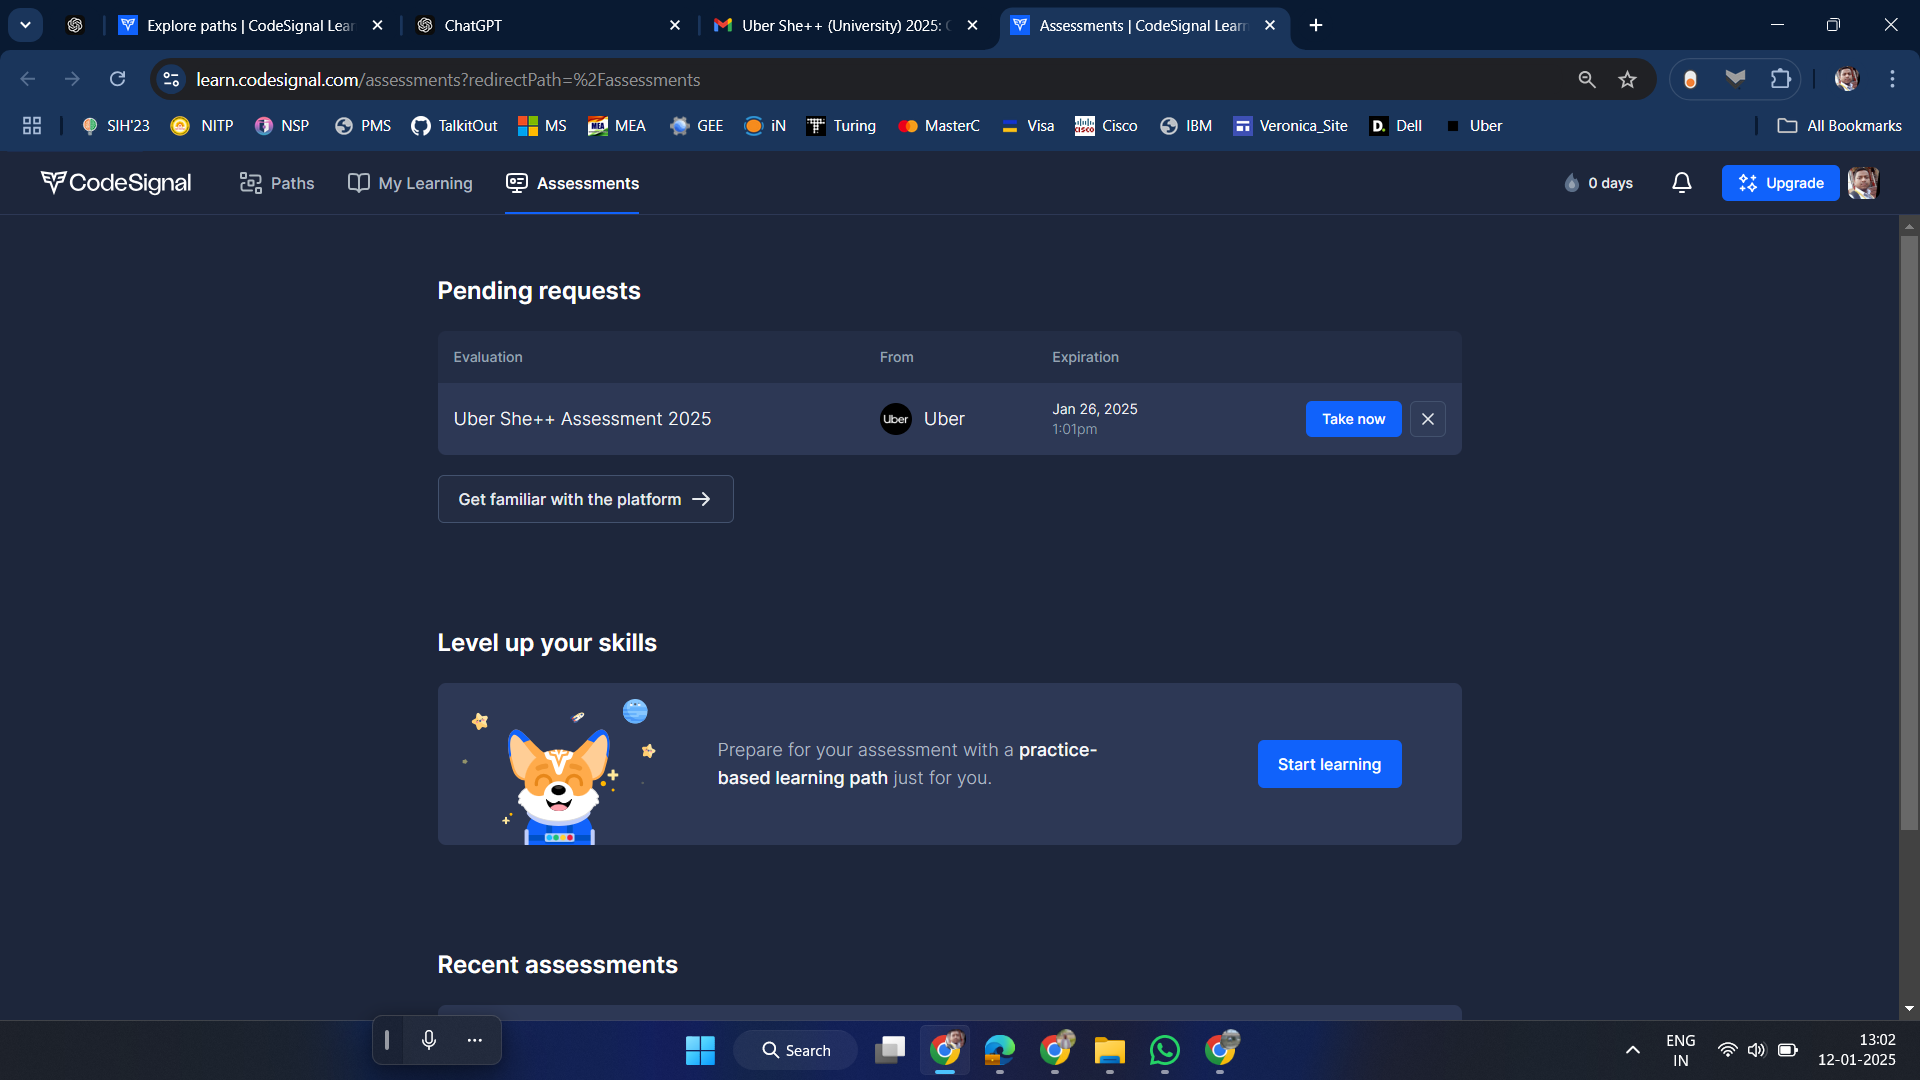 Explore paths | CodeSignal Lear
ChatGPT
Uber She++ (University) 2025:
Assessments | CodeSignal Learn
learn.codesignal.com/assessments?redirectPath=%2Fassessments
SIH'23
NITP
NSP
PMS
TalkitOut
MS
MEA
GEE
iN
Turing
MasterC
Visa
Cisco
IBM
Veronica_Site
Dell
Uber
All Bookmarks
CodeSignal
Paths
My Learning
Assessments
0 days
Upgrade
Pending requests
Evaluation
From
Expiration
Uber She++ Assessment 2025
Uber
Uber
Jan 26, 2025
1:01pm
Take now
Get familiar with the platform
Level up your skills
Prepare for your assessment with a practice-
based learning path just for you.
Start learning
Recent assessments
Search
ENG
IN
13:02
12-01-2025